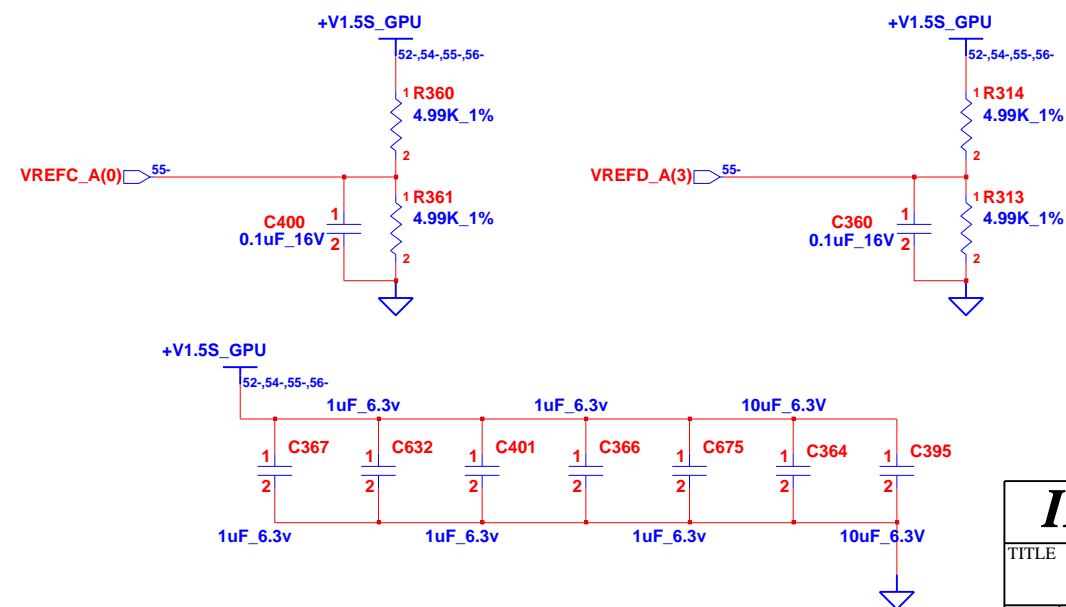 +V1.5S_GPU
52-,54-,55-,56-
1 R360
4.99K_1%
2
VREFC_A(0) 55-
1 R361
4.99K_1%
2
C400
0.1uF_16V
1
2
+V1.5S_GPU
52-,54-,55-,56-
1 R314
4.99K_1%
2
VREFD_A(3) 55-
1 R313
4.99K_1%
2
C360
0.1uF_16V
1
2
+V1.5S_GPU
52-,54-,55-,56-
1uF_6.3v 1uF_6.3v 10uF_6.3V
1 C367 1 C632 1 C401 1 C366 1 C675 1 C364 1 C395
2 2 2 2 2 2 2
1uF_6.3v 1uF_6.3v 1uF_6.3v 10uF_6.3V
TITLE